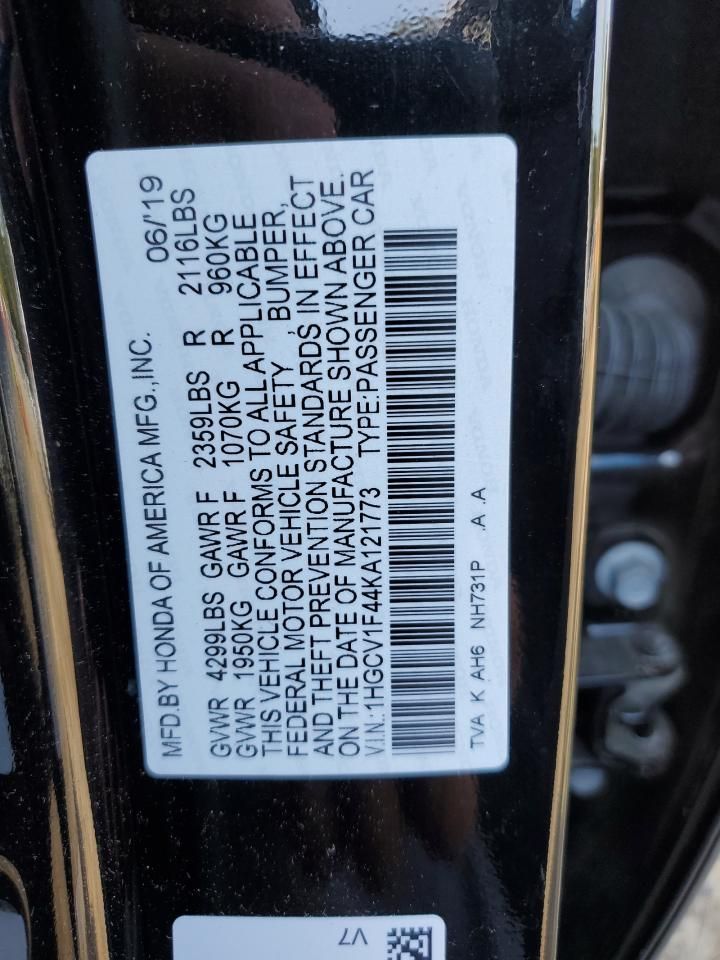 MFD.BY HONDA OF AMERICA MFG.,INC. 06/'19
GVWR 4299LBS GAWR F 2359LBS R 2116LBS
GVWR 1950KG GAWR F 1070KG R 960KG
THIS VEHICLE CONFORMS TO ALL APPLICABLE
FEDERAL MOTOR VEHICLE SAFETY , BUMPER,
AND THEFT PREVENTION STANDARDS IN EFFECT
ON THE DATE OF MANUFACTURE SHOWN ABOVE.
V.I.N.:1HGCV1F44KA121773 TYPE:PASSENGER CAR
TVA K AH6 NH731P .A .A
V7